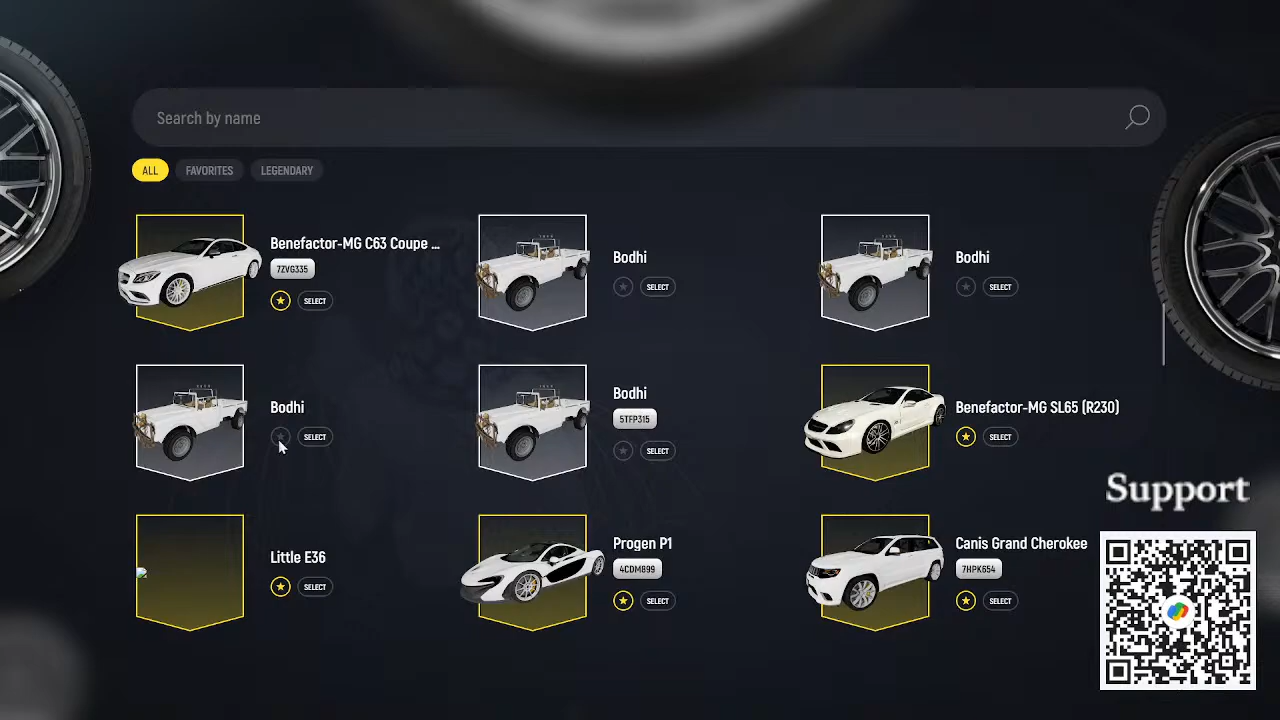 Search by name
ALL
FAVORITES
LEGENDARY
Benefactor-MG C63 Coupe ...
7ZVG335
SELECT
Bodhi
SELECT
Bodhi
SELECT
Bodhi
SELECT
Bodhi
5TFP315
SELECT
Benefactor-MG SL65 (R230)
SELECT
Little E36
SELECT
Progen P1
4CDM899
SELECT
Canis Grand Cherokee
7HPK654
SELECT
Support